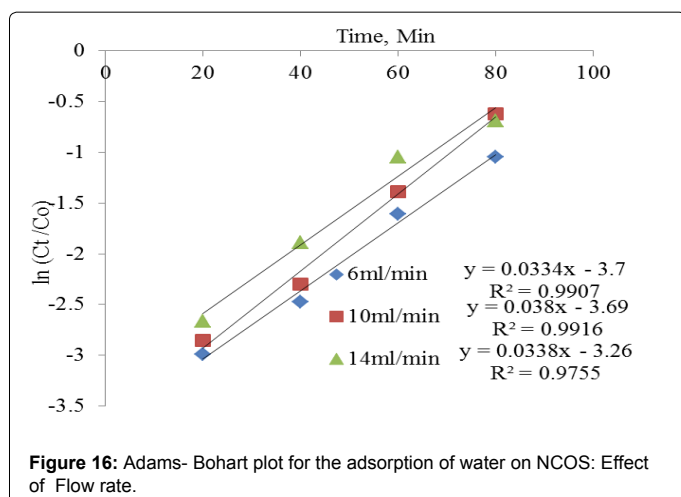 Time, Min
0
0 20 40 60 80 100
-0.5
-1
-1.5
-2
-2.5
-3
-3.5
ln (Ct /Co)
6ml/min y = 0.0334x - 3.7
R² = 0.9907
10ml/min y = 0.038x - 3.69
R² = 0.9916
14ml/min y = 0.0338x - 3.26
R² = 0.9755
Figure 16: Adams- Bohart plot for the adsorption of water on NCOS: Effect
of Flow rate.